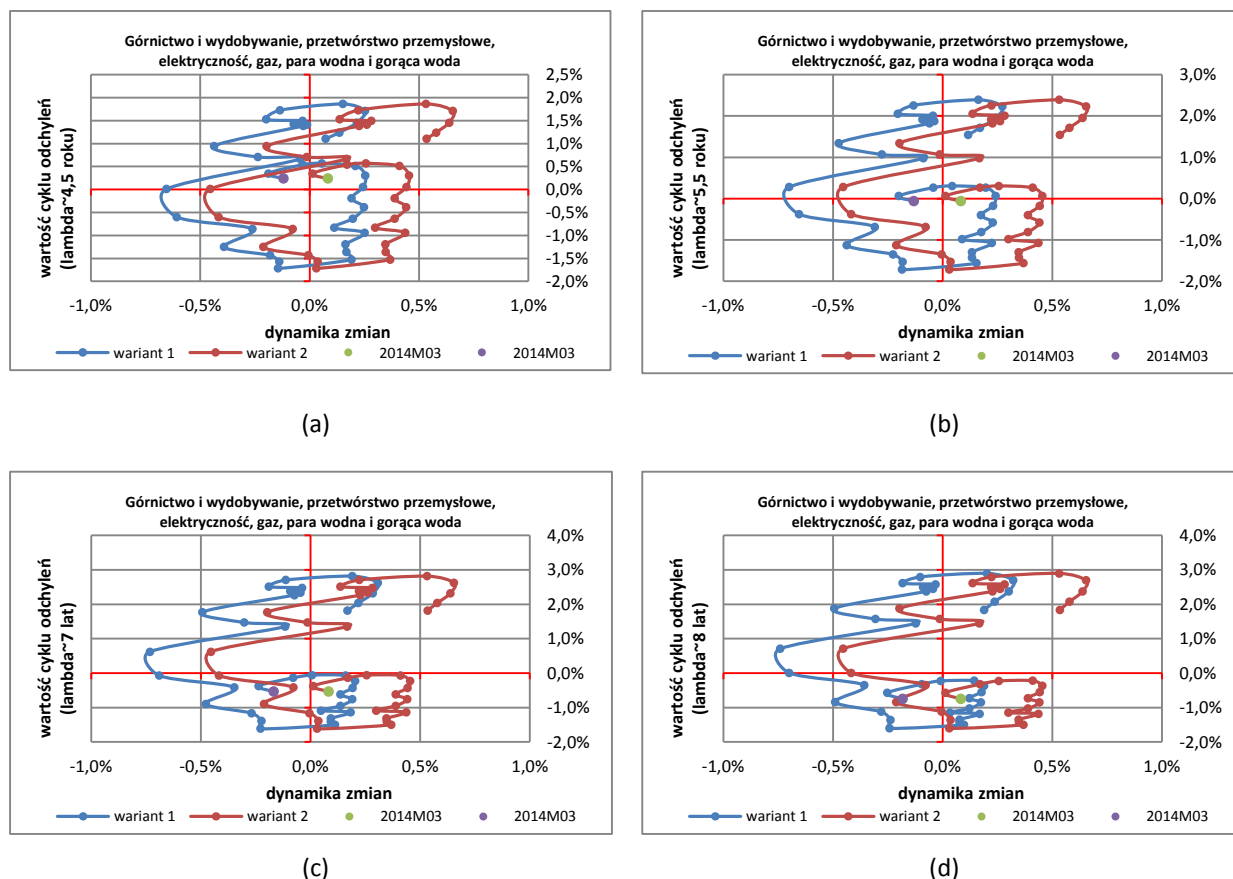 Górnictwo i wydobywanie, przetwórstwo przemysłowe,
elektryczność, gaz, para wodna i gorąca woda
wartość cyklu odchyleń
(lambda~4,5 roku)
2,5%
2,0%
1,5%
1,0%
0,5%
0,0%
-0,5%
-1,0%
-1,5%
-2,0%
-1,0% -0,5% 0,0% 0,5% 1,0%
dynamika zmian
wariant 1 wariant 2 2014M03 2014M03
(a)
Górnictwo i wydobywanie, przetwórstwo przemysłowe,
elektryczność, gaz, para wodna i gorąca woda
wartość cyklu odchyleń
(lambda~5,5 roku)
3,0%
2,0%
1,0%
0,0%
-1,0%
-2,0%
-1,0% -0,5% 0,0% 0,5% 1,0%
dynamika zmian
wariant 1 wariant 2 2014M03 2014M03
(b)
Górnictwo i wydobywanie, przetwórstwo przemysłowe,
elektryczność, gaz, para wodna i gorąca woda
wartość cyklu odchyleń
(lambda~7 lat)
4,0%
3,0%
2,0%
1,0%
0,0%
-1,0%
-2,0%
-1,0% -0,5% 0,0% 0,5% 1,0%
dynamika zmian
wariant 1 wariant 2 2014M03 2014M03
(c)
Górnictwo i wydobywanie, przetwórstwo przemysłowe,
elektryczność, gaz, para wodna i gorąca woda
wartość cyklu odchyleń
(lambda~8 lat)
4,0%
3,0%
2,0%
1,0%
0,0%
-1,0%
-2,0%
-1,0% -0,5% 0,0% 0,5% 1,0%
dynamika zmian
wariant 1 wariant 2 2014M03 2014M03
(d)